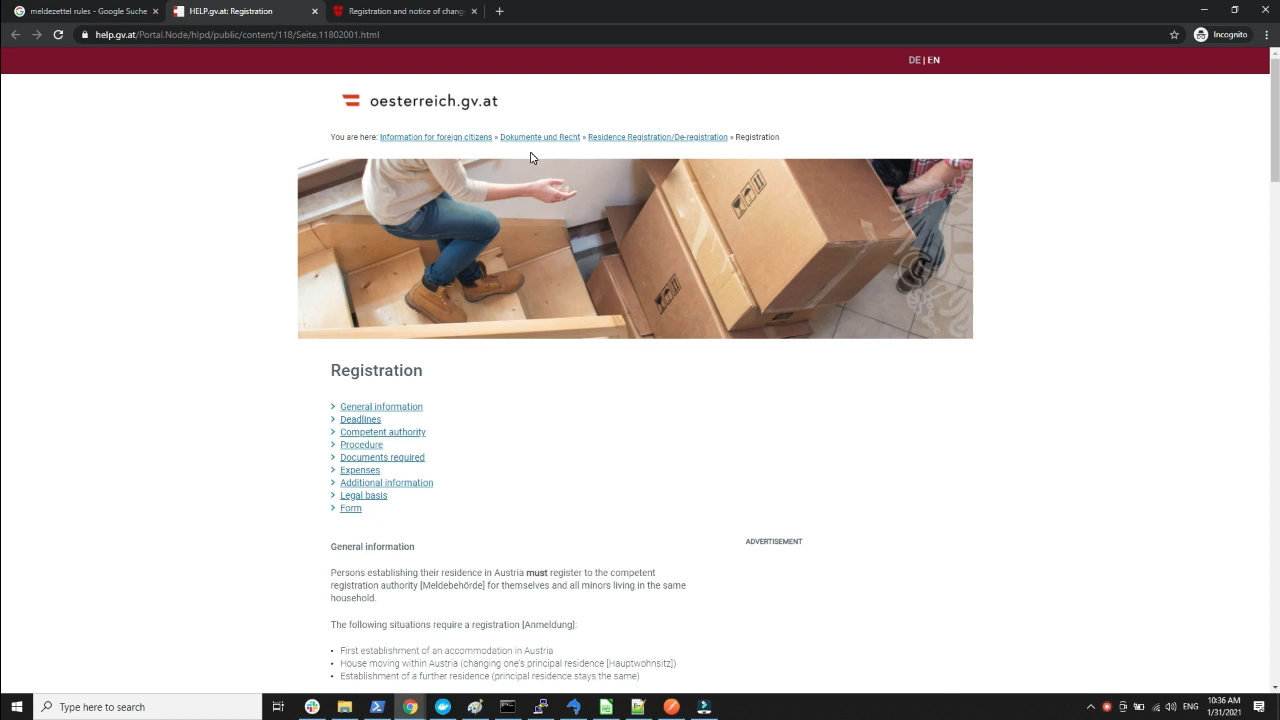 meldezettel rules - Google Suche
HELP.gv.at: Registration
Registration and change of
help.gv.at/Portal.Node/hlpd/public/content/118/Seite.11802001.html
Incognito
DE | EN
oesterreich.gv.at
You are here: Information for foreign citizens » Dokumente und Recht » Residence Registration/De-registration » Registration
Registration
General information
Deadlines
Competent authority
Procedure
Documents required
Expenses
Additional information
Legal basis
Form
General information
ADVERTISEMENT
Persons establishing their residence in Austria must register to the competent
registration authority [Meldebehörde] for themselves and all minors living in the same
household.
The following situations require a registration [Anmeldung]:
• First establishment of an accommodation in Austria
• House moving within Austria (changing one's principal residence [Hauptwohnsitz])
• Establishment of a further residence (principal residence stays the same)
Type here to search
ENG
10:36 AM
1/31/2021